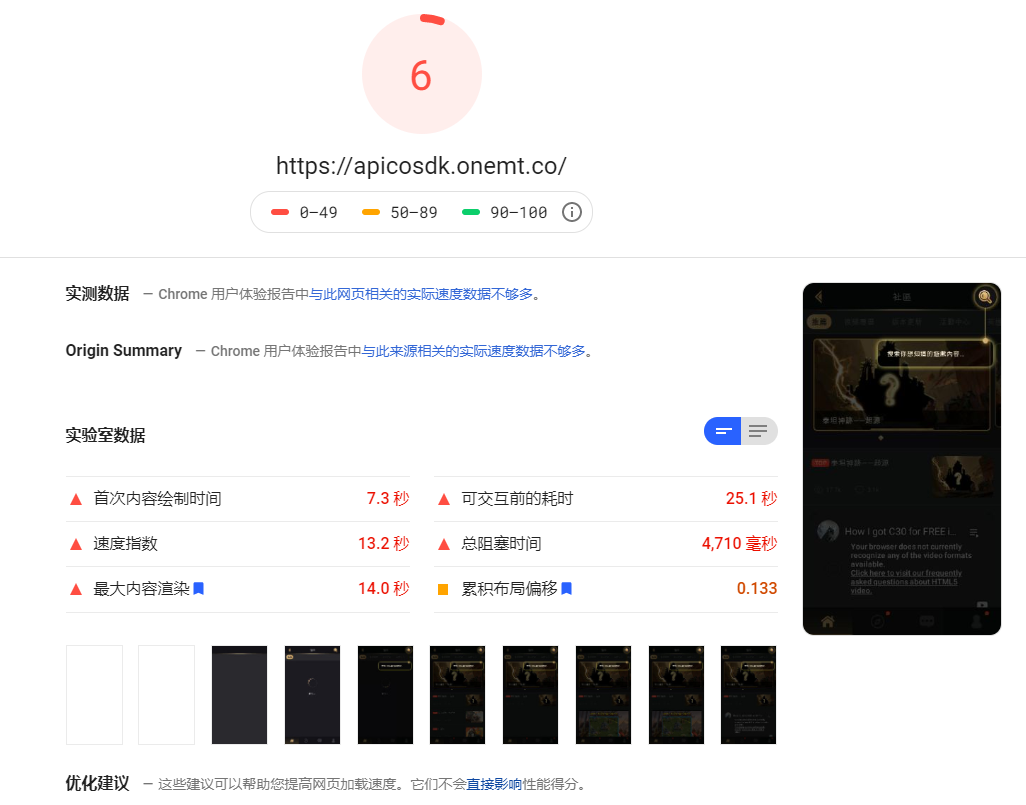 6
https://apicosdk.onemt.co/
0–49 50–89 90–100
实测数据 — Chrome 用户体验报告中与此网页相关的实际速度数据不够多。
Origin Summary — Chrome 用户体验报告中与此来源相关的实际速度数据不够多。
实验室数据
首次内容绘制时间 7.3 秒
可交互前的耗时 25.1 秒
速度指数 13.2 秒
总阻塞时间 4,710 毫秒
最大内容渲染 14.0 秒
累积布局偏移 0.133
社區
How I got C30 for FREE i...
Your browser does not currently
recognize any of the video formats
available.
Click here to visit our frequently
asked questions about HTML5
video.
优化建议 — 这些建议可以帮助您提高网页加载速度。它们不会直接影响性能得分。